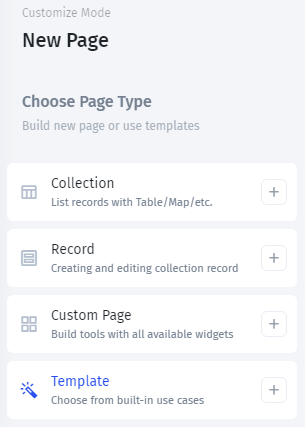 Customize Mode
New Page
Choose Page Type
Build new page or use templates
Collection
List records with Table/Map/etc.
Record
Creating and editing collection record
Custom Page
Build tools with all available widgets
Template
Choose from built-in use cases